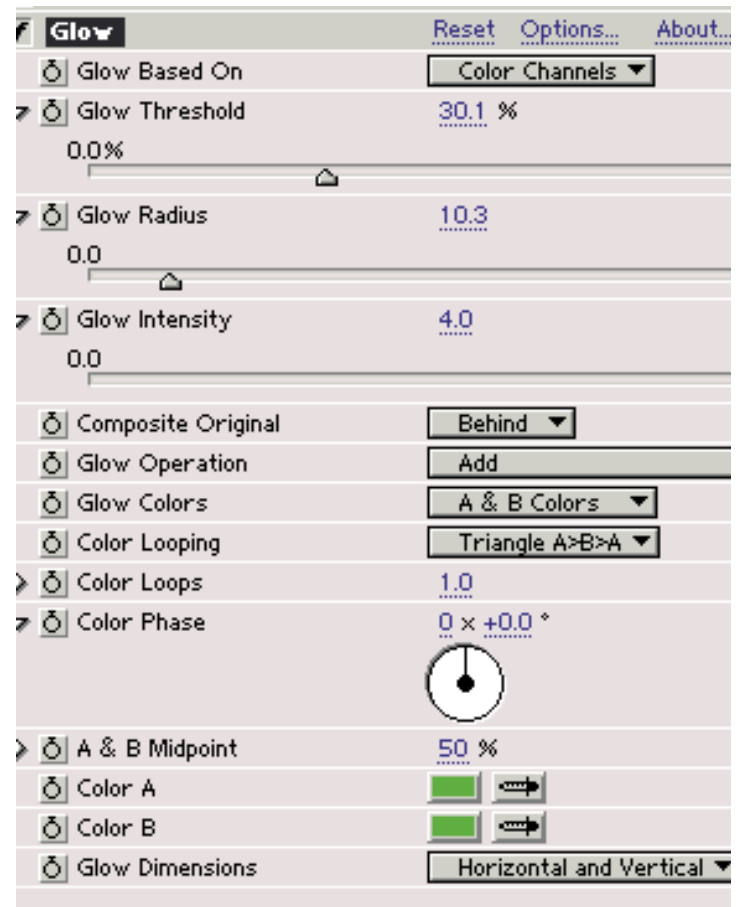 Glow Reset Options... About...
Glow Based On Color Channels
Glow Threshold 30.1 %
0.0%
Glow Radius 10.3
0.0
Glow Intensity 4.0
0.0
Composite Original Behind
Glow Operation Add
Glow Colors A & B Colors
Color Looping Triangle A>B>A
Color Loops 1.0
Color Phase 0 x +0.0 °
A & B Midpoint 50 %
Color A
Color B
Glow Dimensions Horizontal and Vertical